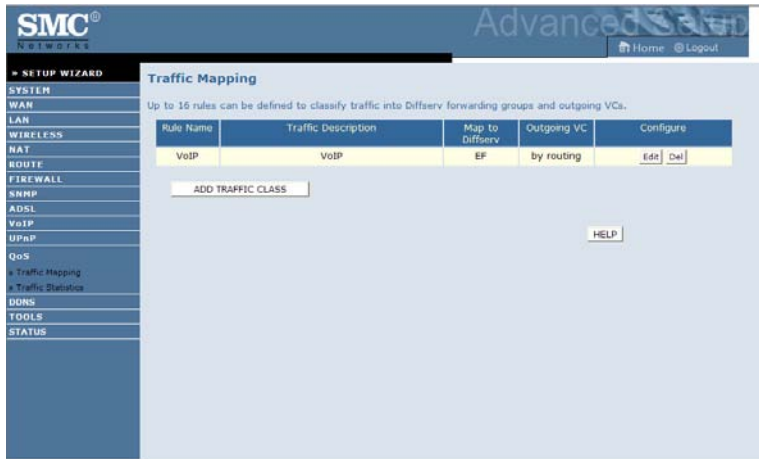 SMC®
Networks
Advanced Setup
Home Logout
» SETUP WIZARD
SYSTEM
WAN
LAN
WIRELESS
NAT
ROUTE
FIREWALL
SNMP
ADSL
VoIP
UPnP
QoS
» Traffic Mapping
» Traffic Statistics
DDNS
TOOLS
STATUS
Traffic Mapping
Up to 16 rules can be defined to classify traffic into Diffserv forwarding groups and outgoing VCs.
Rule Name Traffic Description Map to Diffserv Outgoing VC Configure
VoIP VoIP EF by routing Edit Del
ADD TRAFFIC CLASS
HELP